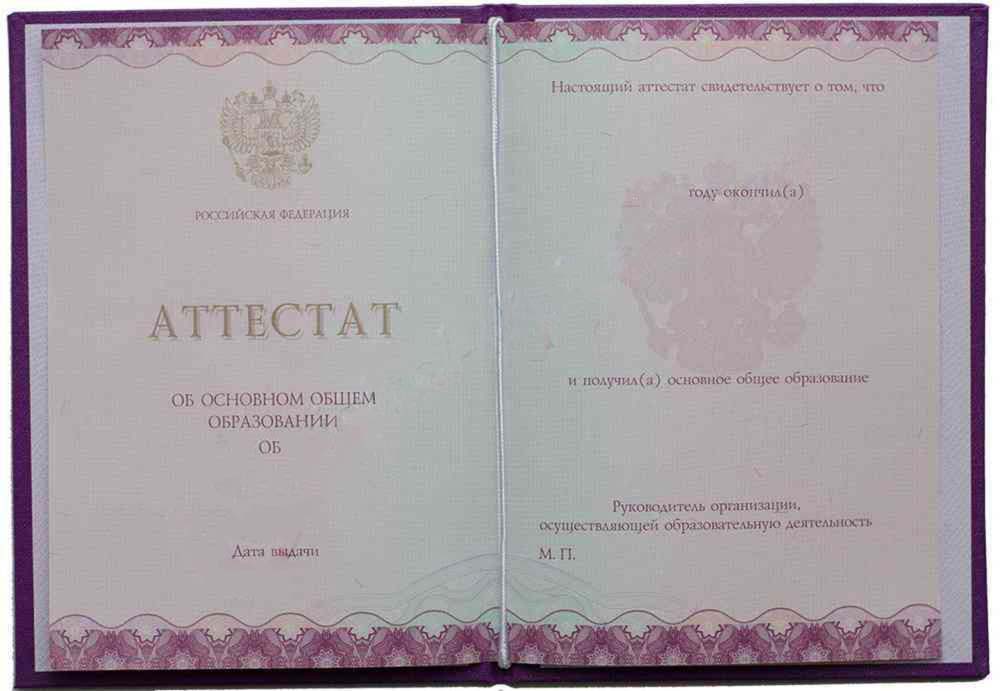 РОССИЙСКАЯ ФЕДЕРАЦИЯ
АТТЕСТАТ
ОБ ОСНОВНОМ ОБЩЕМ
ОБРАЗОВАНИИ
ОБ
Дата выдачи
Настоящий аттестат свидетельствует о том, что
году окончил(а)
и получил(а) основное общее образование
Руководитель организации,
осуществляющей образовательную деятельность
М. П.